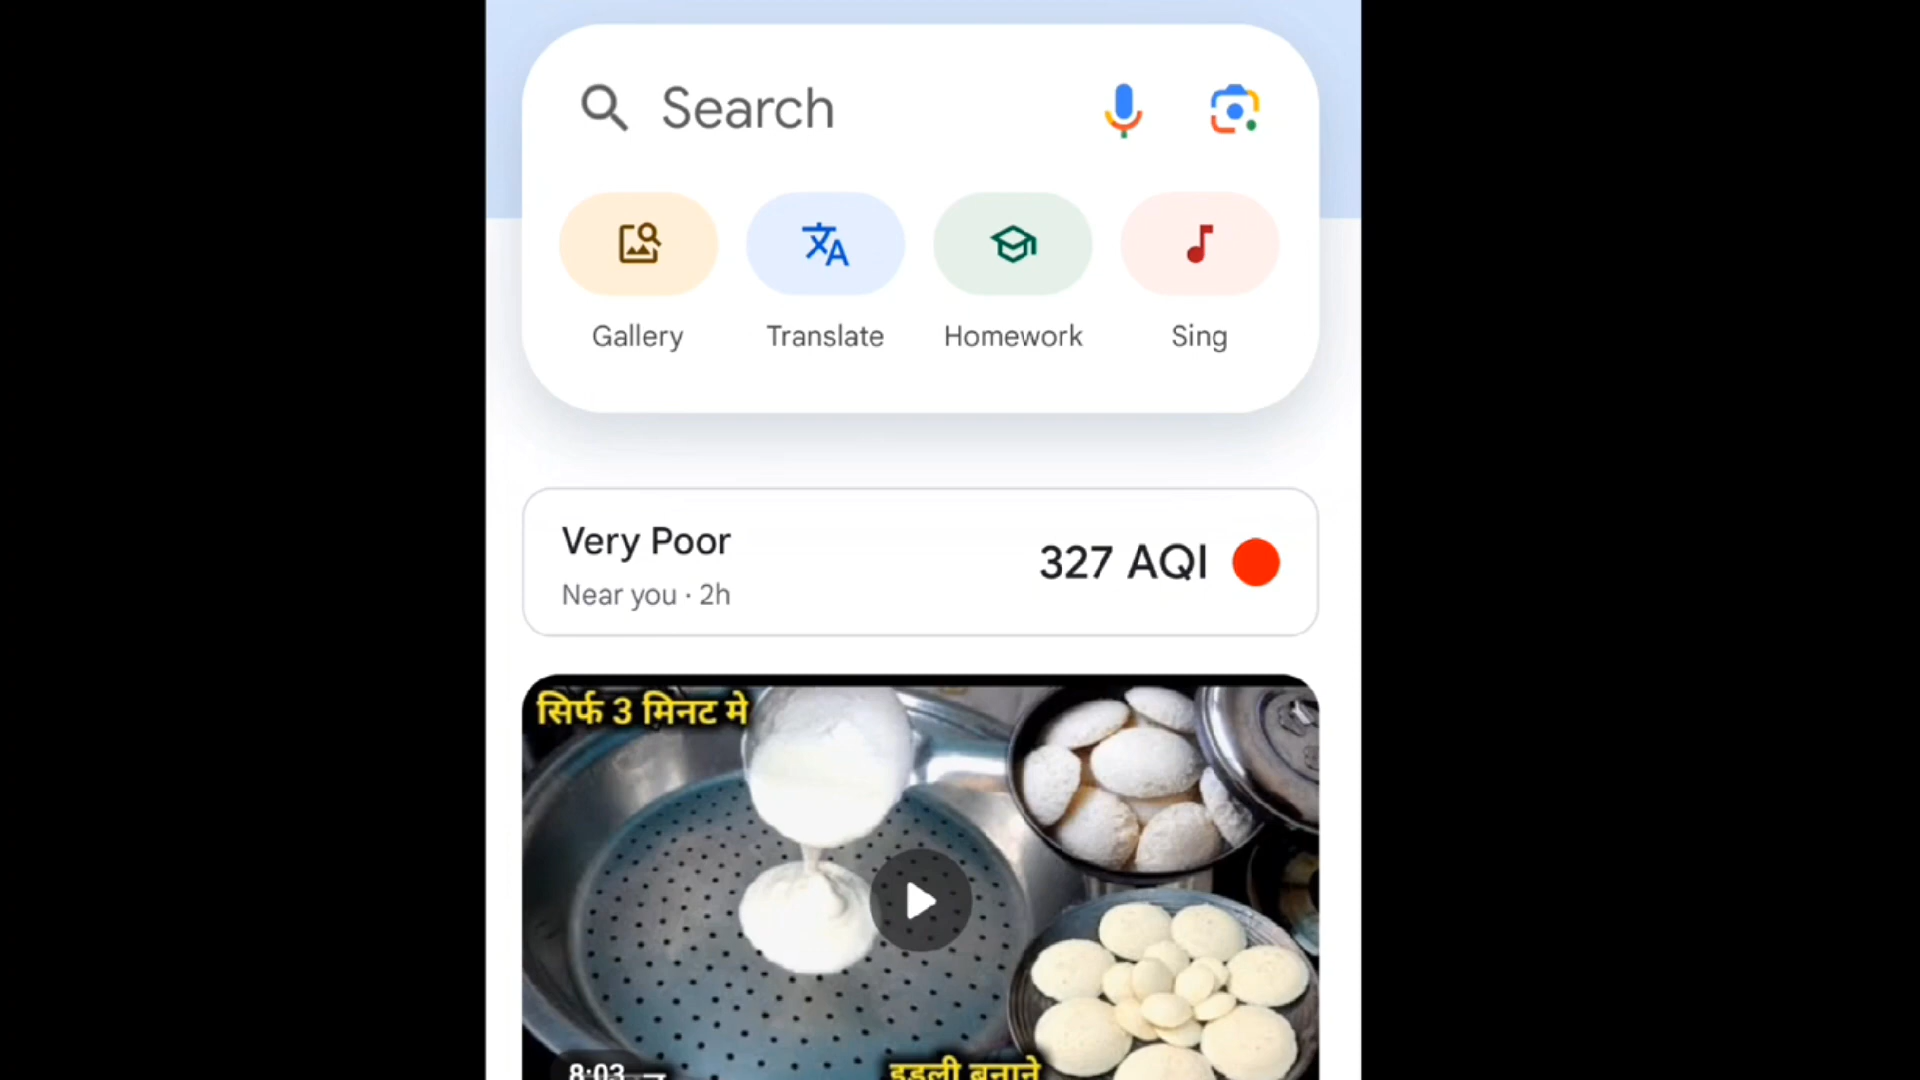 Search
Gallery Translate Homework Sing
Very Poor
327 AQI
Near you · 2h
सिर्फ 3 मिनट मे
8:03
इडली बनाने